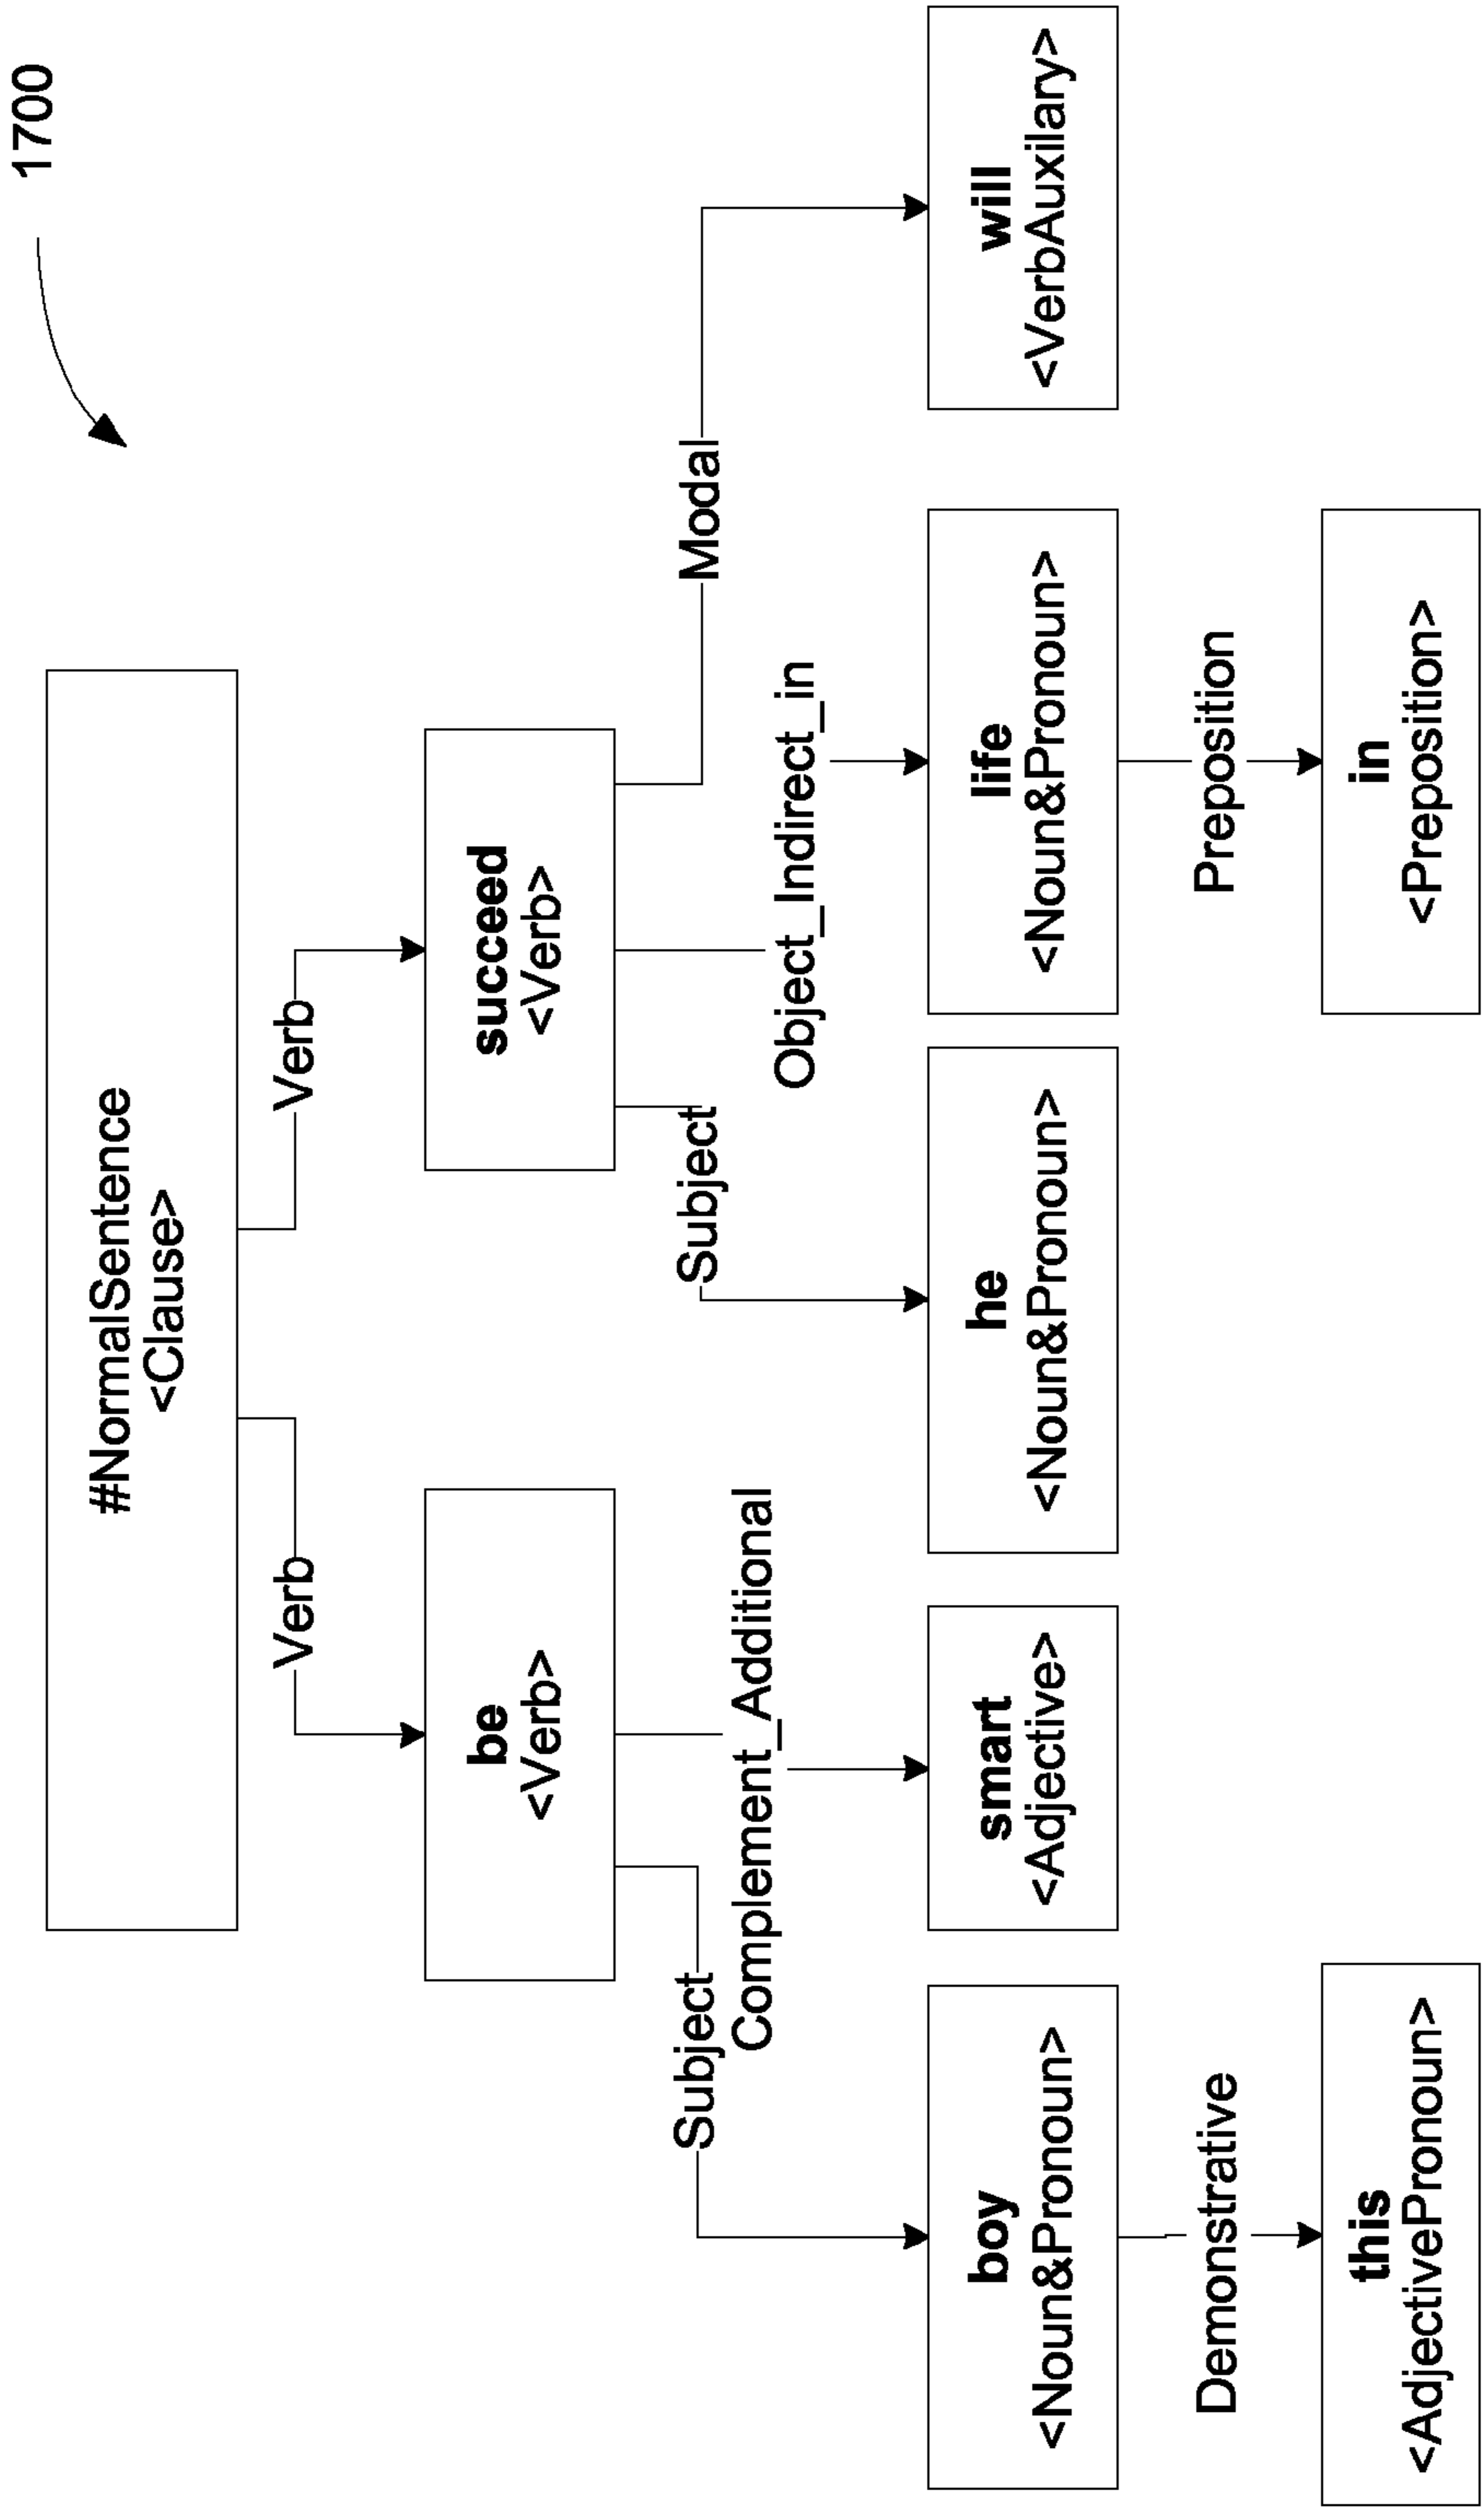 1700
#NormalSentence
<Clause>
Verb
Verb
be
<Verb>
succeed
<Verb>
Subject
Complement_Additional
Subject
Object_Indirect_in
Modal
boy
<Noun&Pronoun>
smart
<Adjective>
he
<Noun&Pronoun>
life
<Noun&Pronoun>
will
<VerbAuxilary>
Demonstrative
Preposition
this
<AdjectivePronoun>
in
<Preposition>